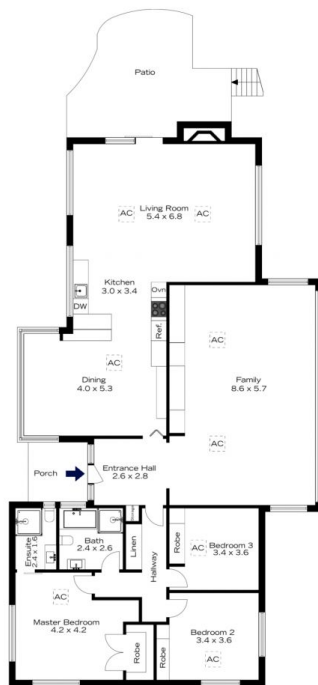 Patio
AC
Living Room
5.4 x 6.8
AC
Kitchen
3.0 x 3.4
Ovn
DW
Ref.
AC
AC
Dining
4.0 x 5.3
Family
8.6 x 5.7
AC
Porch
Entrance Hall
2.6 x 2.8
Ensuite
2.4 x 1.6
Bath
2.4 x 2.6
Linen
Hallway
Robe
Bedroom 3
3.4 x 3.6
AC
AC
Master Bedroom
4.2 x 4.2
Robe
Robe
Bedroom 2
3.4 x 3.6
AC